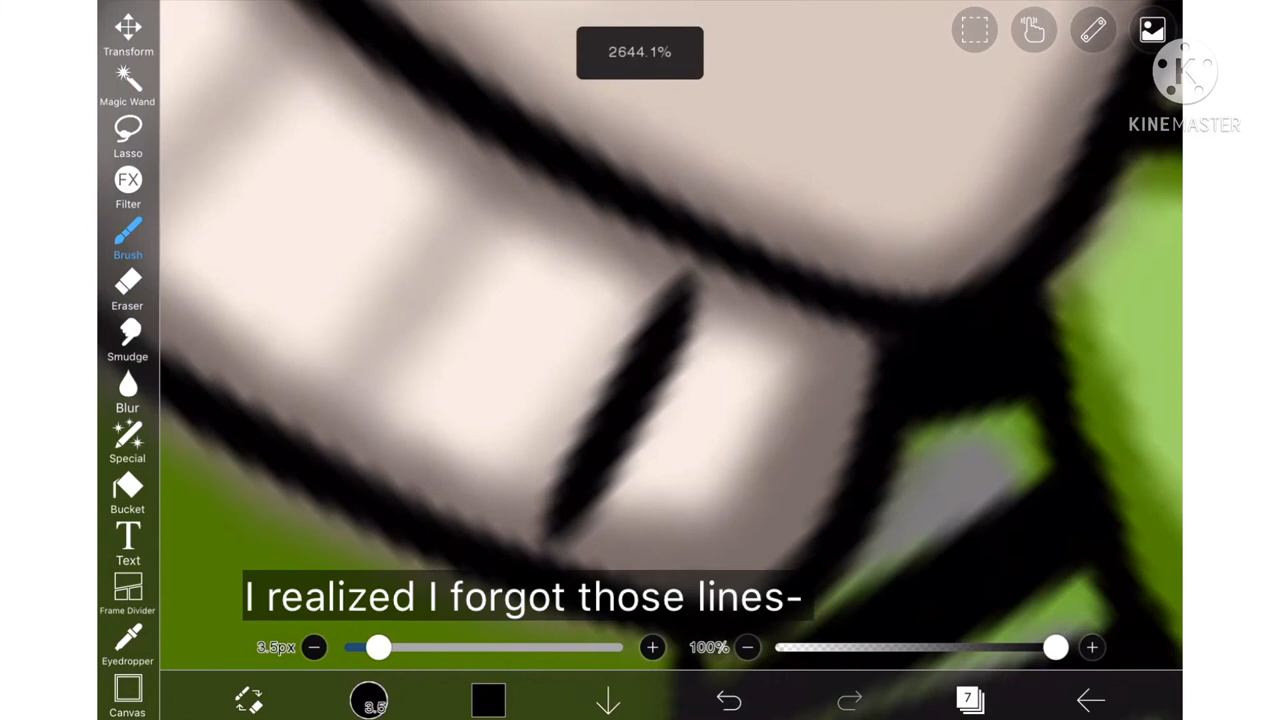 2644.1%
Transform
Magic Wand
Lasso
FX
Filter
Brush
Eraser
Smudge
Blur
Special
Bucket
T
Text
Frame Divider
Eyedropper
Canvas
K
KINEMASTER
I realized I forgot those lines-
3.5px
100%
3.5
7